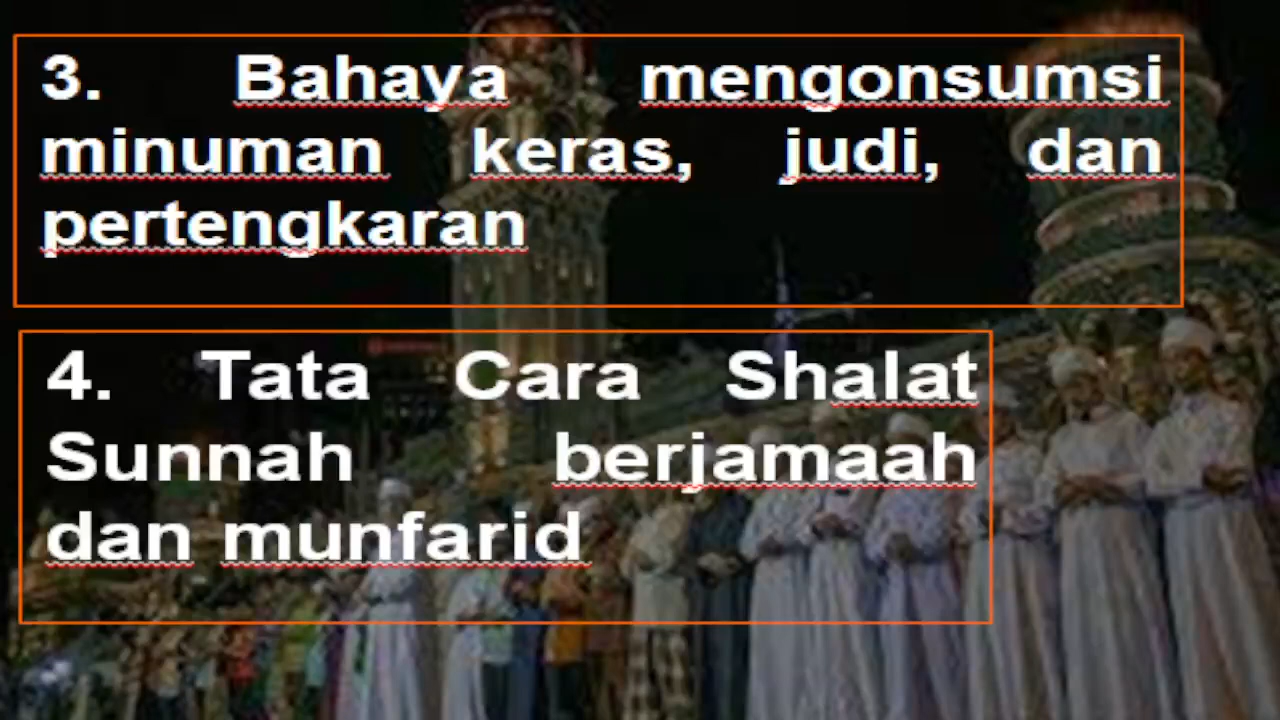 3. Bahaya mengonsumsi
minuman keras, judi, dan
pertengkaran
4. Tata Cara Shalat
Sunnah berjamaah
dan munfarid